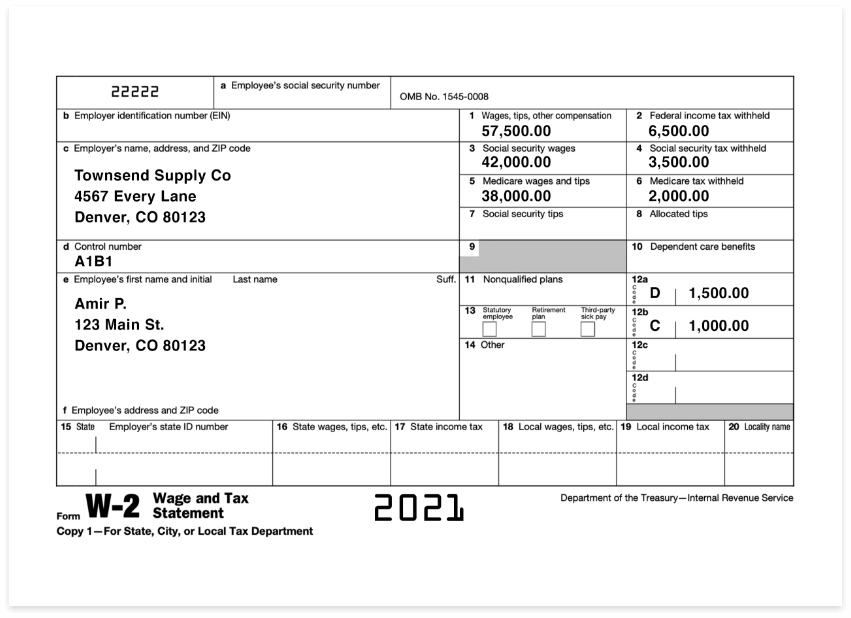 22222
a Employee's social security number
OMB No. 1545-0008
b Employer identification number (EIN)
1 Wages, tips, other compensation
57,500.00
2 Federal income tax withheld
6,500.00
c Employer's name, address, and ZIP code
Townsend Supply Co
4567 Every Lane
Denver, CO 80123
3 Social security wages
42,000.00
4 Social security tax withheld
3,500.00
5 Medicare wages and tips
38,000.00
6 Medicare tax withheld
2,000.00
7 Social security tips
8 Allocated tips
d Control number
A1B1
9
10 Dependent care benefits
e Employee's first name and initial Last name Suff.
Amir P.
123 Main St.
Denver, CO 80123
11 Nonqualified plans
12a
Code
D 1,500.00
13 Statutory employee Retirement plan Third-party sick pay
12b
Code
C 1,000.00
14 Other
12c
Code
12d
Code
f Employee's address and ZIP code
15 State Employer's state ID number
16 State wages, tips, etc.
17 State income tax
18 Local wages, tips, etc.
19 Local income tax
20 Locality name
Form W-2 Wage and Tax
Statement
2021
Department of the Treasury—Internal Revenue Service
Copy 1—For State, City, or Local Tax Department